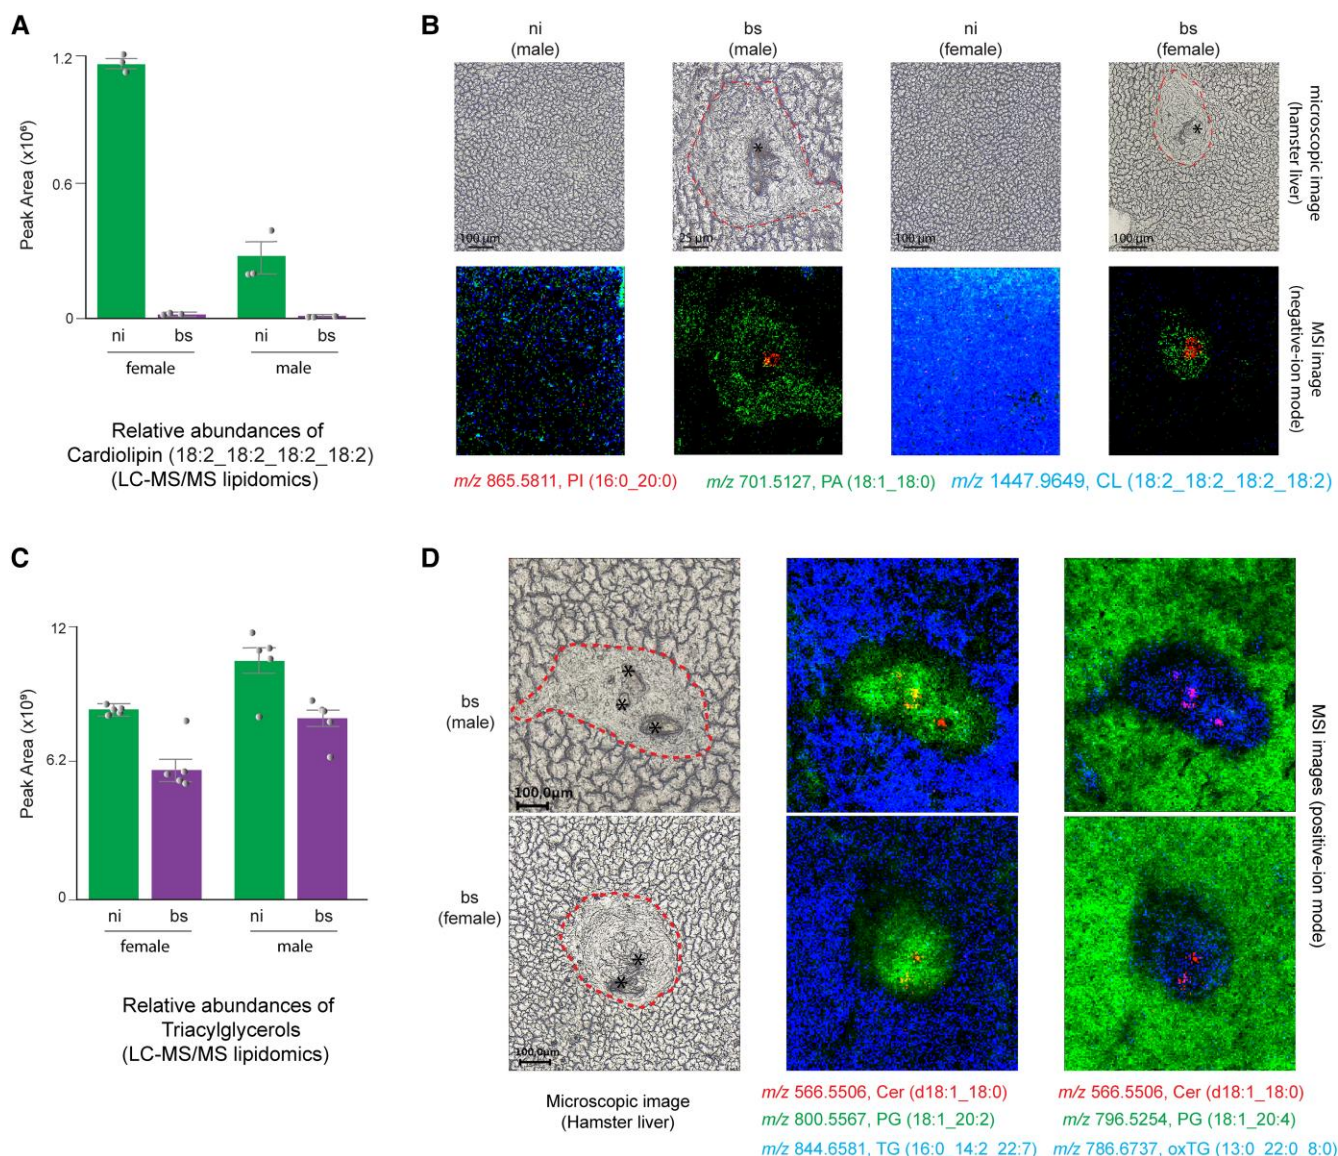 A
1.2
0.6
0
Peak Area (x10⁶)
ni bs ni bs
female male
Relative abundances of
Cardiolipin (18:2_18:2_18:2_18:2)
(LC-MS/MS lipidomics)
B
ni
(male)
bs
(male)
ni
(female)
bs
(female)
*
*
100 µm
25 µm
100 µm
100 µm
microscopic image
(hamster liver)
MSI image
(negative-ion mode)
m/z 865.5811, PI (16:0_20:0)
m/z 701.5127, PA (18:1_18:0)
m/z 1447.9649, CL (18:2_18:2_18:2_18:2)
C
12
6.2
0
Peak Area (x10⁹)
ni bs ni bs
female male
Relative abundances of
Triacylglycerols
(LC-MS/MS lipidomics)
D
bs
(male)
*
*
*
100,0µm
bs
(female)
*
*
100,0µm
MSI images (positive-ion mode)
Microscopic image
(Hamster liver)
m/z 566.5506, Cer (d18:1_18:0)
m/z 800.5567, PG (18:1_20:2)
m/z 844.6581, TG (16:0_14:2_22:7)
m/z 566.5506, Cer (d18:1_18:0)
m/z 796.5254, PG (18:1_20:4)
m/z 786.6737, oxTG (13:0_22:0_8:0)